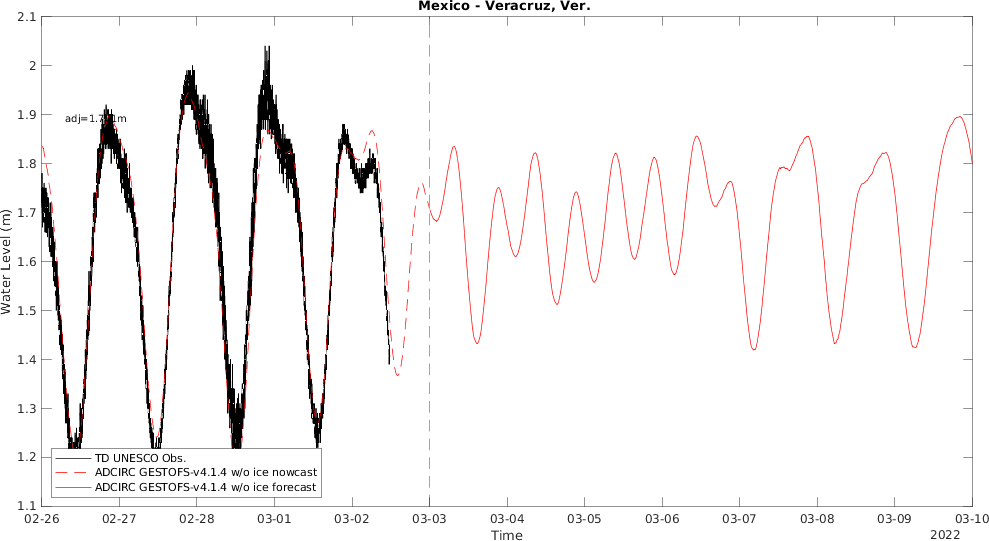 Mexico - Veracruz, Ver.
2.1
2
1.9
1.8
1.7
1.6
1.5
1.4
1.3
1.2
1.1
Water Level (m)
TD UNESCO Obs.
ADCIRC GESTOFS-v4.1.4 w/o ice nowcast
ADCIRC GESTOFS-v4.1.4 w/o ice forecast
02-26 02-27 02-28 03-01 03-02 03-03 03-04 03-05 03-06 03-07 03-08 03-09 03-10
Time
2022